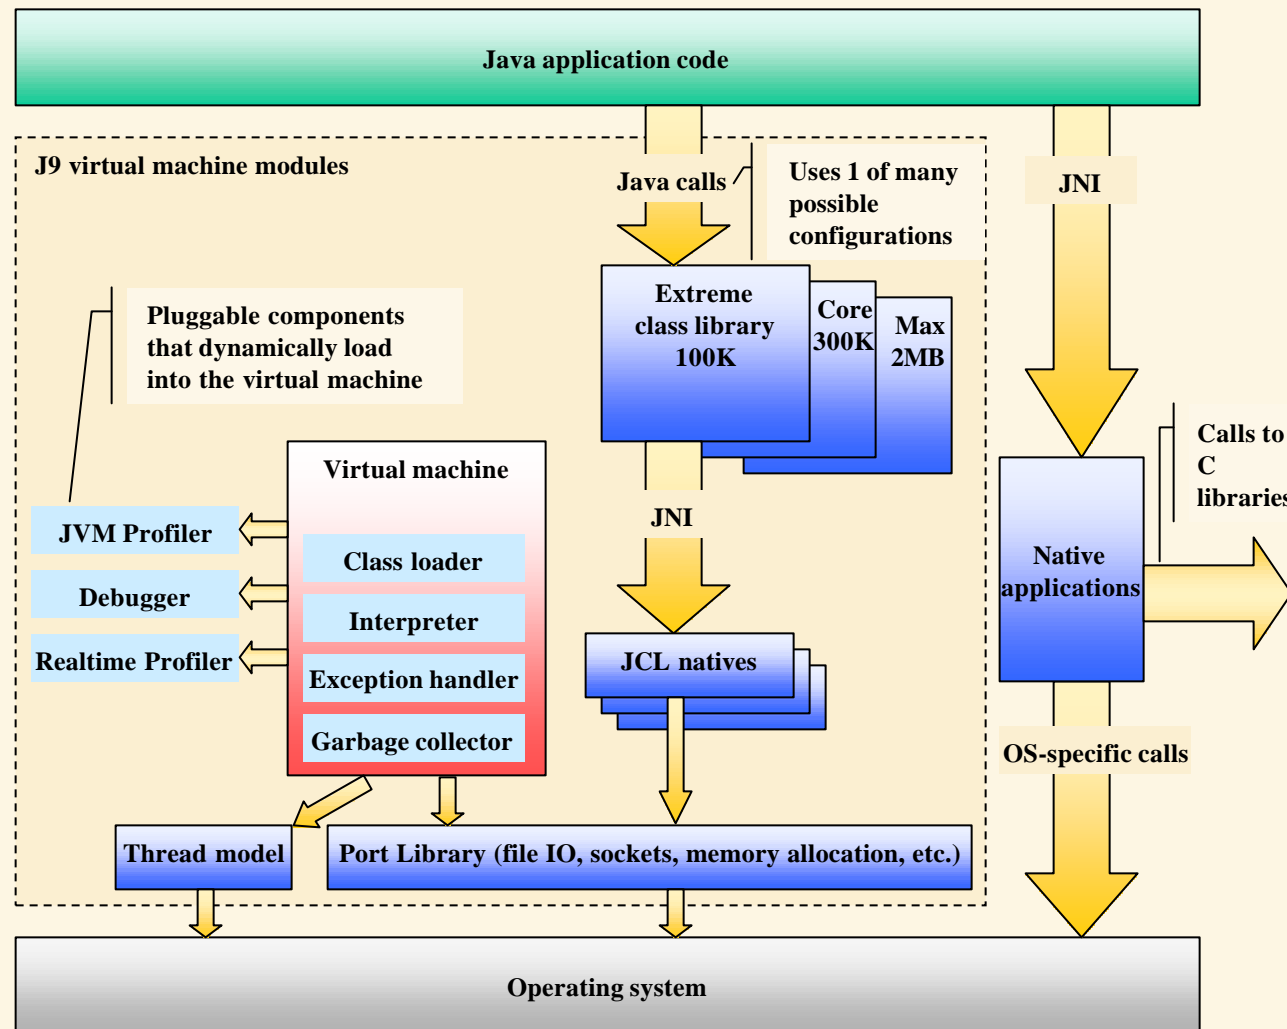 Java application code
J9 virtual machine modules
Java calls
Uses 1 of many
possible
configurations
JNI
Pluggable components
that dynamically load
into the virtual machine
Extreme
class library
100K
Core
300K
Max
2MB
Calls to
C
libraries
Virtual machine
JVM Profiler
Debugger
Realtime Profiler
Class loader
Interpreter
Exception handler
Garbage collector
JNI
JCL natives
Native
applications
OS-specific calls
Thread model
Port Library (file IO, sockets, memory allocation, etc.)
Operating system